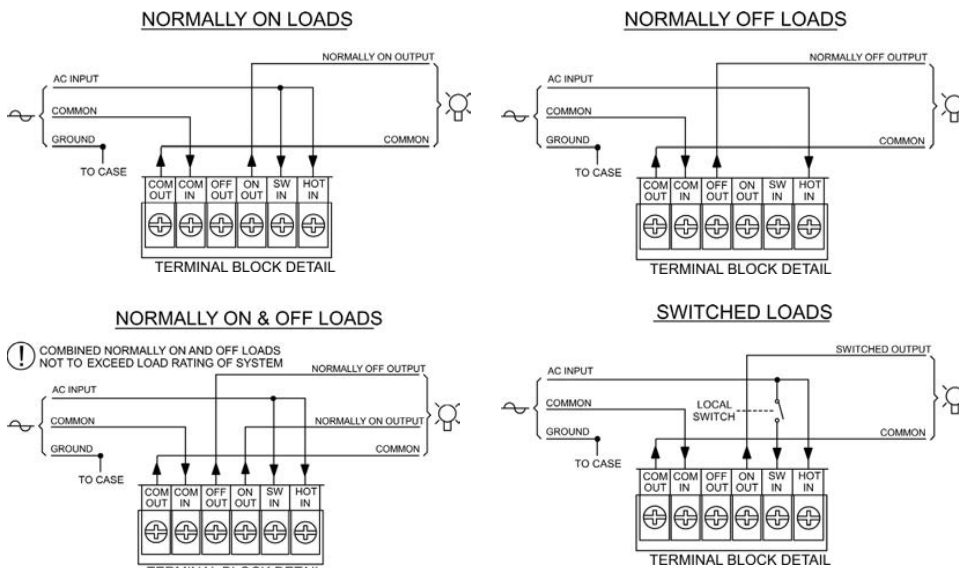 NORMALLY ON LOADS
NORMALLY ON OUTPUT
AC INPUT
COMMON
GROUND
COMMON
TO CASE
COM OUT
COM IN
OFF OUT
ON OUT
SW IN
HOT IN
TERMINAL BLOCK DETAIL
NORMALLY OFF LOADS
NORMALLY OFF OUTPUT
AC INPUT
COMMON
GROUND
COMMON
TO CASE
COM OUT
COM IN
OFF OUT
ON OUT
SW IN
HOT IN
TERMINAL BLOCK DETAIL
NORMALLY ON & OFF LOADS
!
COMBINED NORMALLY ON AND OFF LOADS
NOT TO EXCEED LOAD RATING OF SYSTEM
NORMALLY OFF OUTPUT
AC INPUT
COMMON
NORMALLY ON OUTPUT
GROUND
COMMON
TO CASE
COM OUT
COM IN
OFF OUT
ON OUT
SW IN
HOT IN
TERMINAL BLOCK DETAIL
SWITCHED LOADS
SWITCHED OUTPUT
AC INPUT
COMMON
LOCAL
SWITCH
GROUND
COMMON
TO CASE
COM OUT
COM IN
OFF OUT
ON OUT
SW IN
HOT IN
TERMINAL BLOCK DETAIL